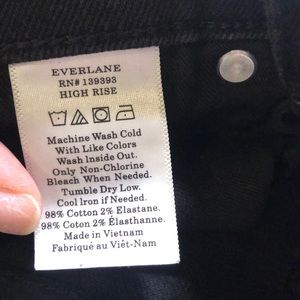 EVERLANE
RN# 139393
HIGH RISE
Machine Wash Cold
With Like Colors
Wash Inside Out.
Only Non-Chlorine
Bleach When Needed.
Tumble Dry Low.
Cool Iron if Needed.
98% Cotton 2% Elastane.
98% Coton 2% Élasthanne.
Made in Vietnam
Fabriqué au Viêt-Nam